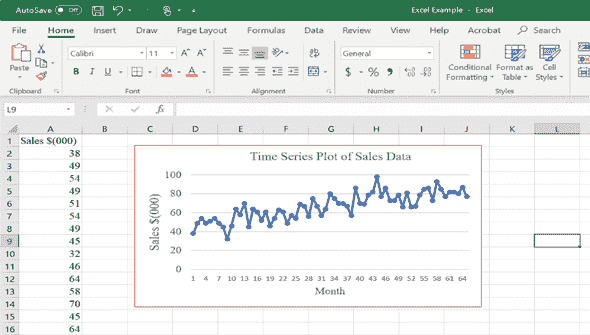 AutoSave Off Excel Example - Excel
File Home Insert Draw Page Layout Formulas Data Review View Help Acrobat Search
Paste
Calibri 11 A A
General
B I U A
$ % 9 .00
Conditional Formatting Format as Table Cell Styles
Clipboard Font Alignment Number Styles
L9 fx
A B C D E F G H I J K L
1 Sales $(000)
2 38
3 49
4 54
5 49
6 51
7 54
8 49
9 45
10 32
11 46
12 64
13 58
14 70
15 45
16 64
Time Series Plot of Sales Data
100
80
60
40
20
0
Sales $(000)
1 4 7 10 13 16 19 22 25 28 31 34 37 40 43 46 49 52 55 58 61 64
Month